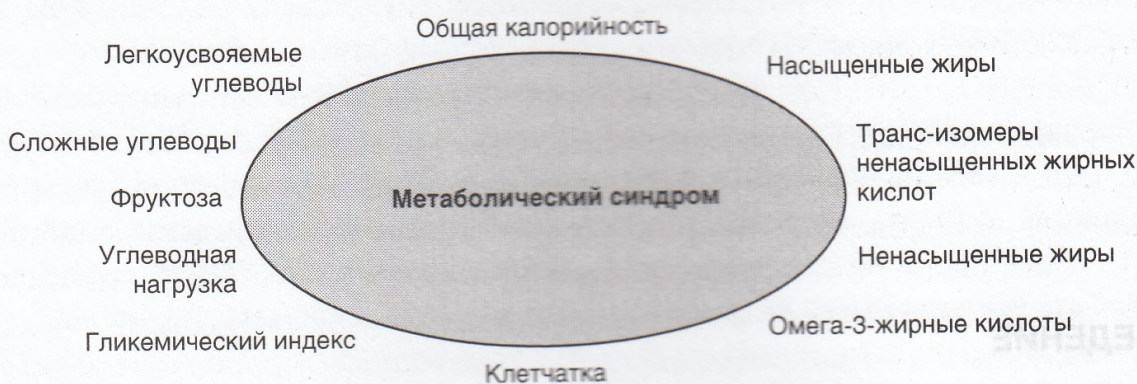 Общая калорийность
Легкоусвояемые
углеводы
Насыщенные жиры
Сложные углеводы
Транс-изомеры
ненасыщенных жирных
кислот
Фруктоза
Метаболический синдром
Углеводная
нагрузка
Ненасыщенные жиры
Гликемический индекс
Омега-3-жирные кислоты
Клетчатка